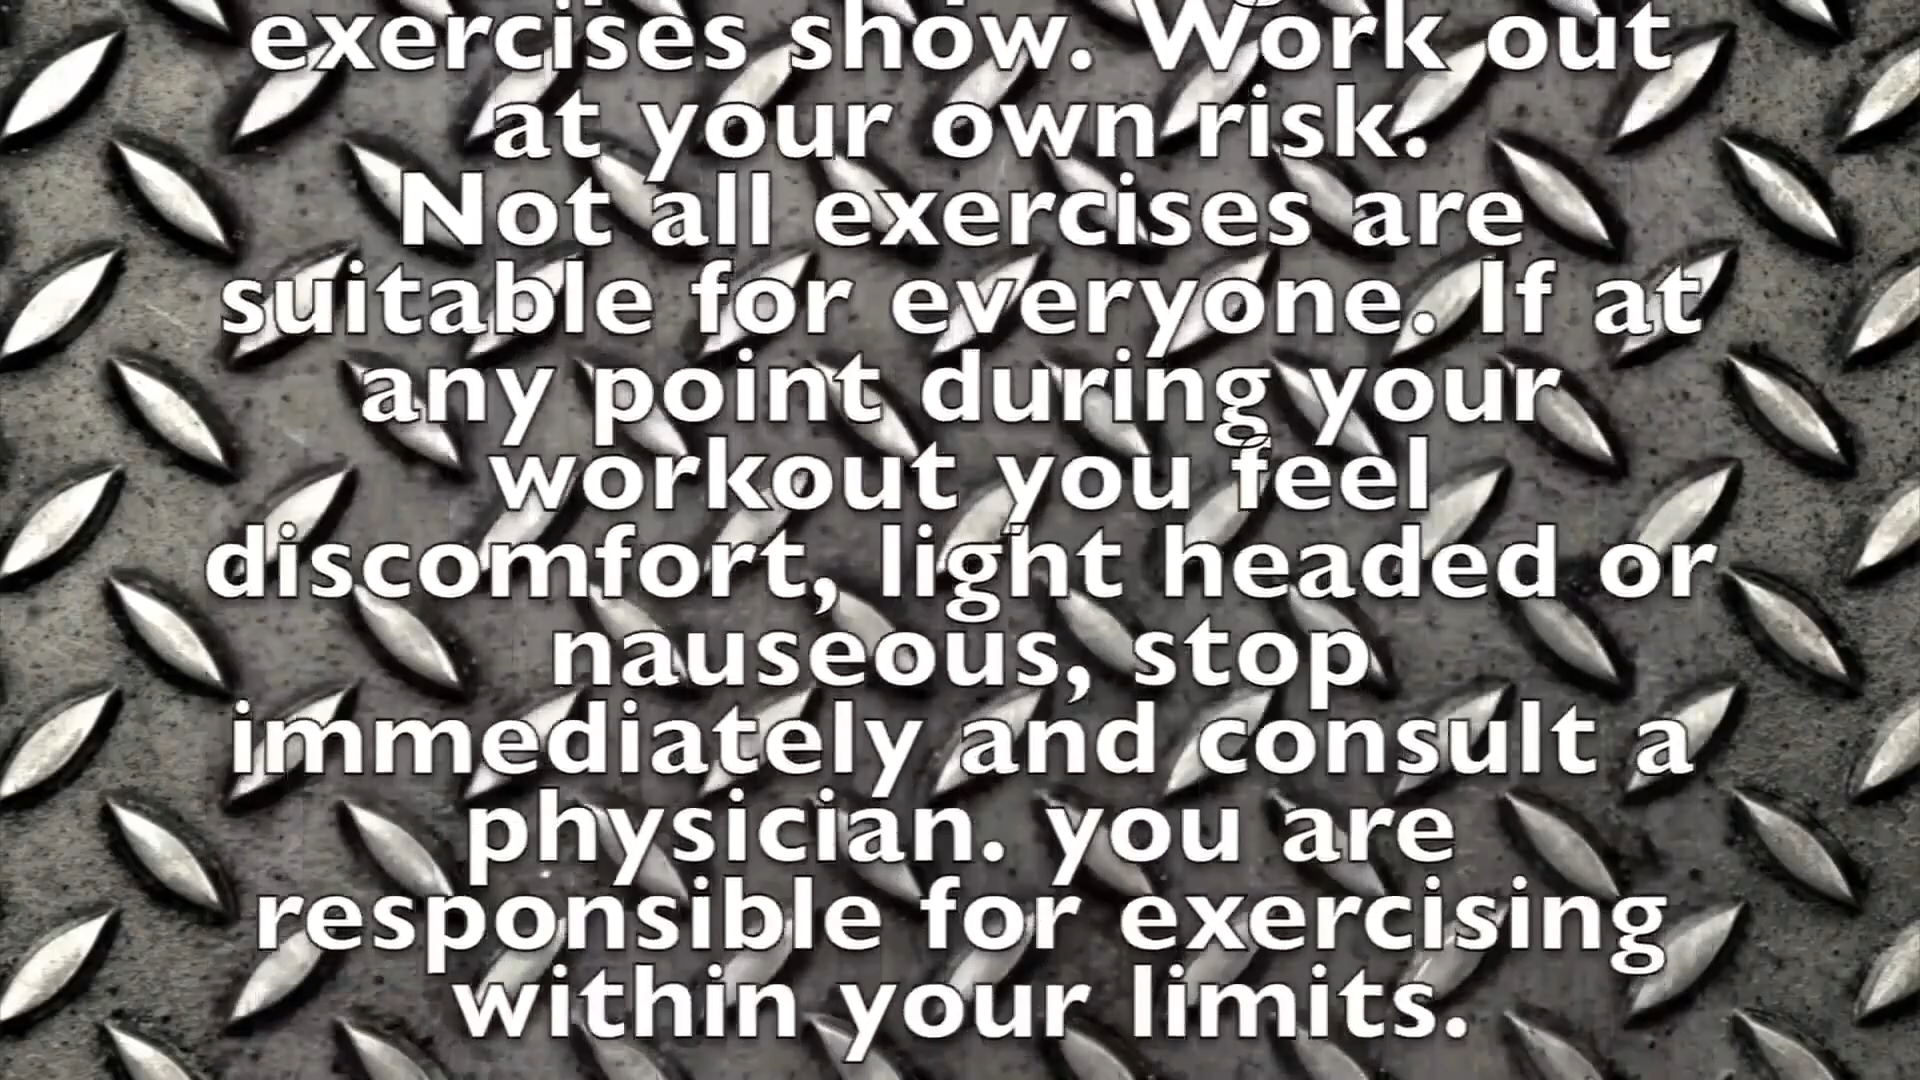 exercises show. Work out
at your own risk.
Not all exercises are
suitable for everyone. If at
any point during your
workout you feel
discomfort, light headed or
nauseous, stop
immediately and consult a
physician. you are
responsible for exercising
within your limits.